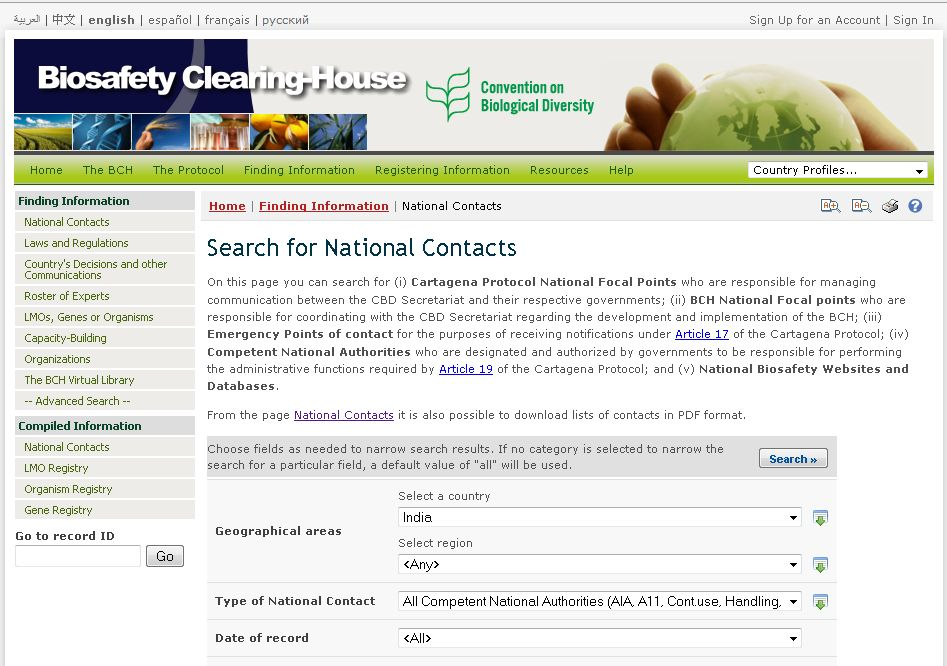 العربية | 中文 | english | español | français | русский
Sign Up for an Account | Sign In
Biosafety Clearing-House
Convention on
Biological Diversity
Home The BCH The Protocol Finding Information Registering Information Resources Help
Country Profiles...
Finding Information
National Contacts
Laws and Regulations
Country's Decisions and other
Communications
Roster of Experts
LMOs, Genes or Organisms
Capacity-Building
Organizations
The BCH Virtual Library
-- Advanced Search --
Compiled Information
National Contacts
LMO Registry
Organism Registry
Gene Registry
Go to record ID
Go
Home | Finding Information | National Contacts
Search for National Contacts
On this page you can search for (i) Cartagena Protocol National Focal Points who are responsible for managing
communication between the CBD Secretariat and their respective governments; (ii) BCH National Focal points who are
responsible for coordinating with the CBD Secretariat regarding the development and implementation of the BCH; (iii)
Emergency Points of contact for the purposes of receiving notifications under Article 17 of the Cartagena Protocol; (iv)
Competent National Authorities who are designated and authorized by governments to be responsible for performing
the administrative functions required by Article 19 of the Cartagena Protocol; and (v) National Biosafety Websites and
Databases.
From the page National Contacts it is also possible to download lists of contacts in PDF format.
Choose fields as needed to narrow search results. If no category is selected to narrow the
search for a particular field, a default value of "all" will be used.
Search »
Geographical areas
Select a country
India
Select region
<Any>
Type of National Contact
All Competent National Authorities (AIA, A11, Cont.use, Handling,
Date of record
<All>